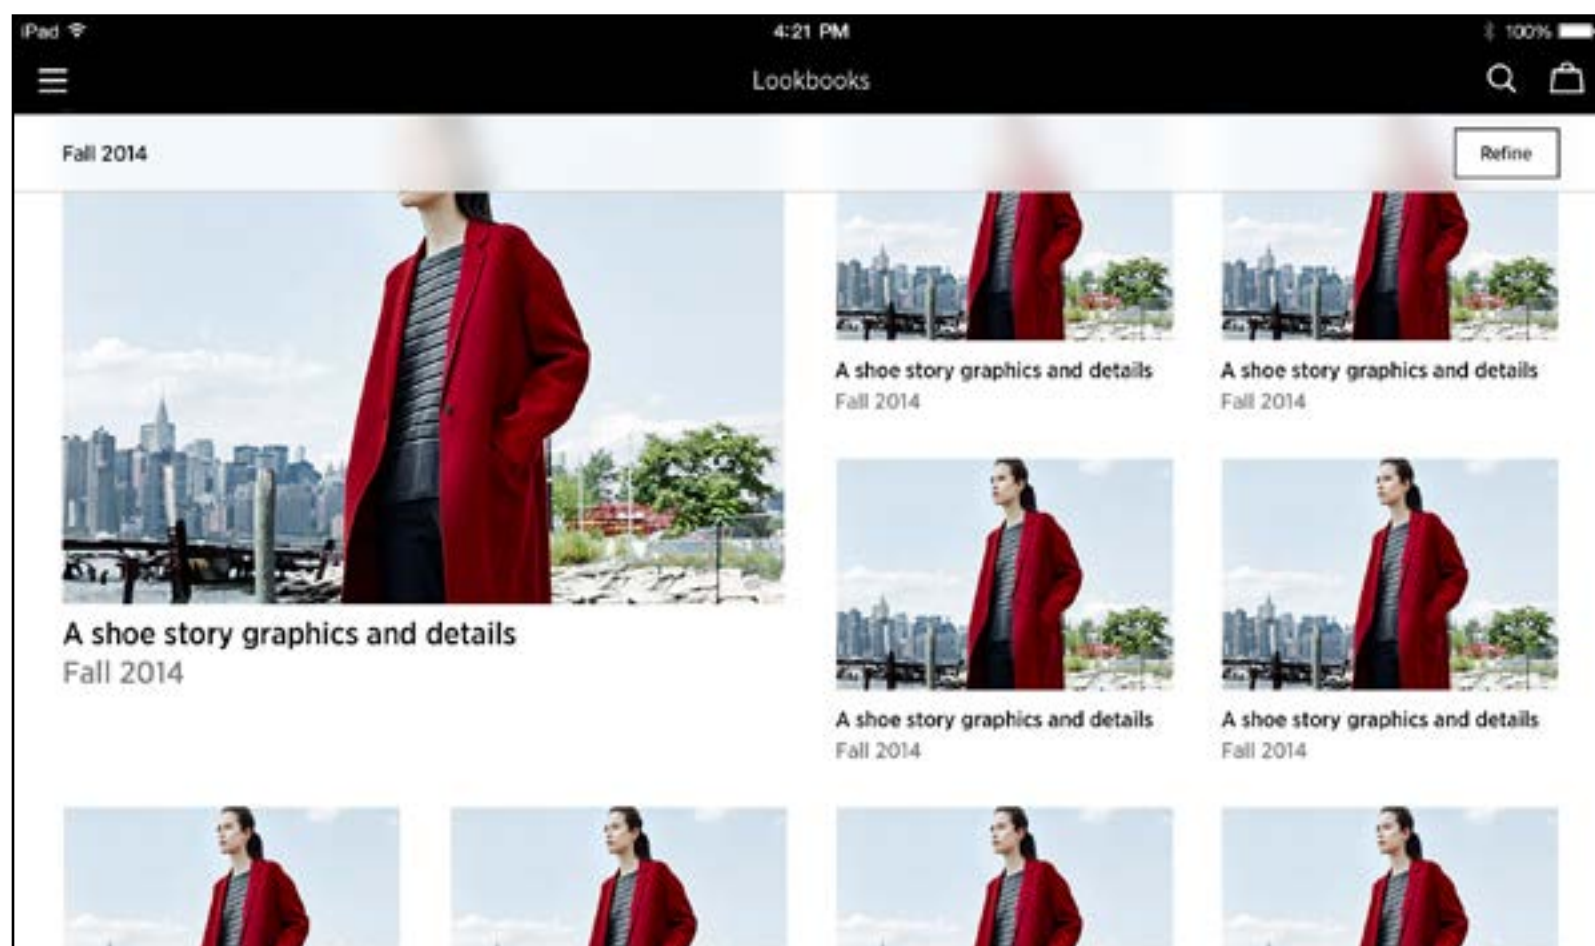 iPad
4:21 PM
100%
Lookbooks
Fall 2014
Refine
A shoe story graphics and details
Fall 2014
A shoe story graphics and details
Fall 2014
A shoe story graphics and details
Fall 2014
A shoe story graphics and details
Fall 2014
A shoe story graphics and details
Fall 2014